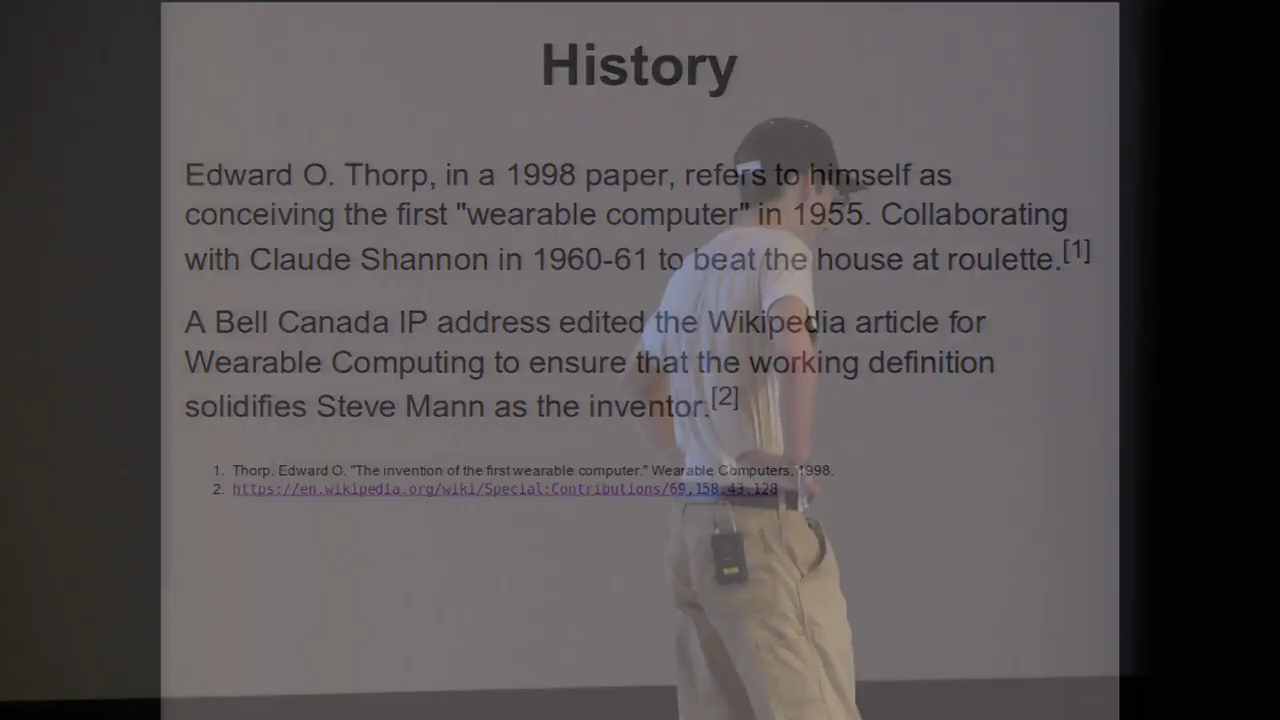 History
Edward O. Thorp, in a 1998 paper, refers to himself as
conceiving the first "wearable computer" in 1955. Collaborating
with Claude Shannon in 1960-61 to beat the house at roulette.[1]
A Bell Canada IP address edited the Wikipedia article for
Wearable Computing to ensure that the working definition
solidifies Steve Mann as the inventor.[2]
1. Thorp, Edward O. "The invention of the first wearable computer." Wearable Computers, 1998.
2. https://en.wikipedia.org/wiki/Special:Contributions/69.158.43.128